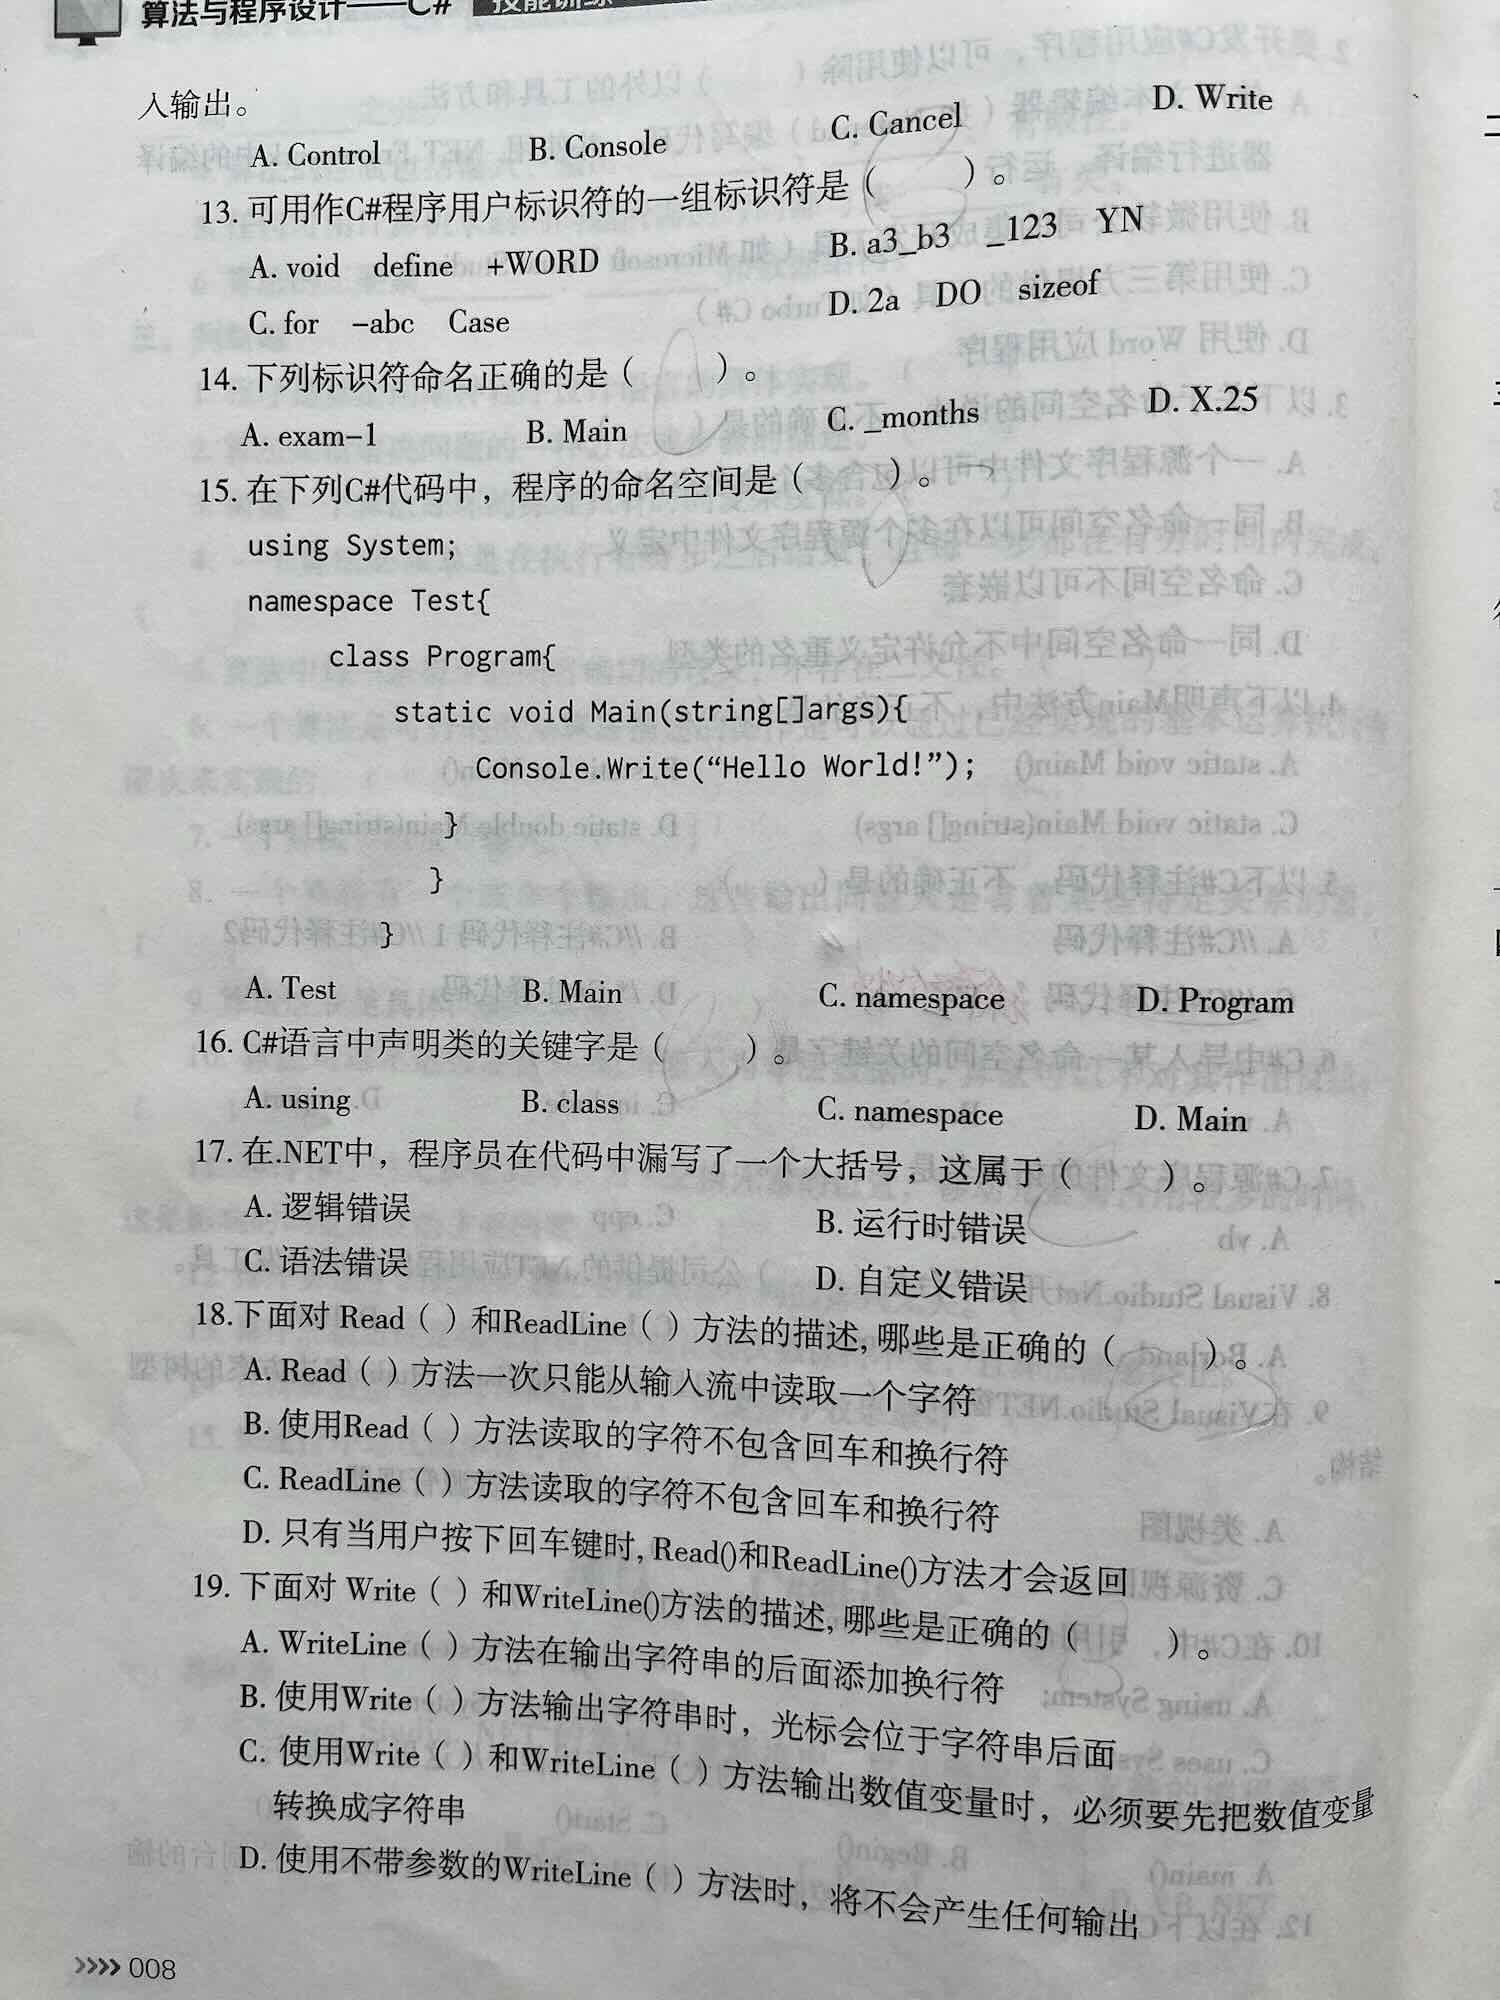 算法与程序设计——C# 技能训练
入输出。
A. Control B. Console C. Cancel D. Write
13. 可用作C#程序用户标识符的一组标识符是（ ）。
A. void define +WORD B. a3_b3 _123 YN
C. for -abc Case D. 2a DO sizeof
14. 下列标识符命名正确的是（ ）。
A. exam-1 B. Main C. _months D. X.25
15. 在下列C#代码中，程序的命名空间是（ ）。
using System;
namespace Test{
class Program{
static void Main(string[]args){
Console.Write(“Hello World!”);
}
}
}
A. Test B. Main C. namespace D. Program
16. C#语言中声明类的关键字是（ ）。
A. using B. class C. namespace D. Main
17. 在.NET中，程序员在代码中漏写了一个大括号，这属于（ ）。
A. 逻辑错误 B. 运行时错误
C. 语法错误 D. 自定义错误
18.下面对 Read（ ）和ReadLine（ ）方法的描述, 哪些是正确的（ ）。
A. Read（ ）方法一次只能从输入流中读取一个字符
B. 使用Read（ ）方法读取的字符不包含回车和换行符
C. ReadLine（ ）方法读取的字符不包含回车和换行符
D. 只有当用户按下回车键时, Read()和ReadLine()方法才会返回
19. 下面对 Write（ ）和WriteLine()方法的描述, 哪些是正确的（ ）。
A. WriteLine（ ）方法在输出字符串的后面添加换行符
B. 使用Write（ ）方法输出字符串时，光标会位于字符串后面
C. 使用Write（ ）和WriteLine（ ）方法输出数值变量时，必须要先把数值变量
转换成字符串
D. 使用不带参数的WriteLine（ ）方法时，将不会产生任何输出
>>>> 008